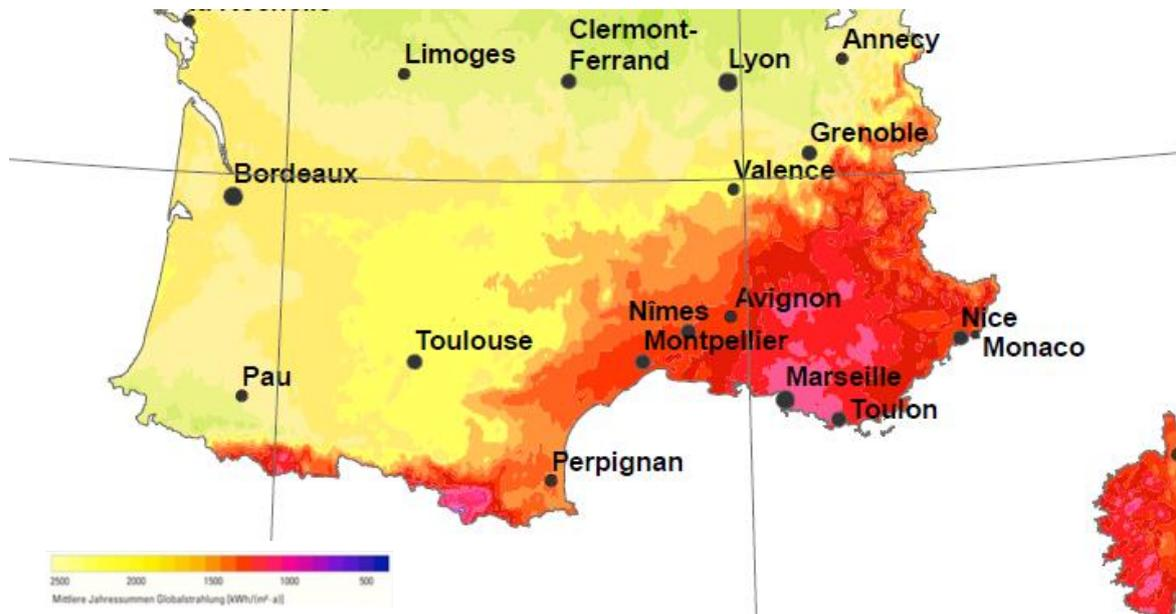 Clermont-
Ferrand
Limoges
Lyon
Annecy
Grenoble
Valence
Bordeaux
Avignon
Nîmes
Montpellier
Toulouse
Nice
Monaco
Pau
Marseille
Toulon
Perpignan
2500 2000 1500 1000 500
Mittlere Jahressummen Globalstrahlung [kWh/(m²·a)]